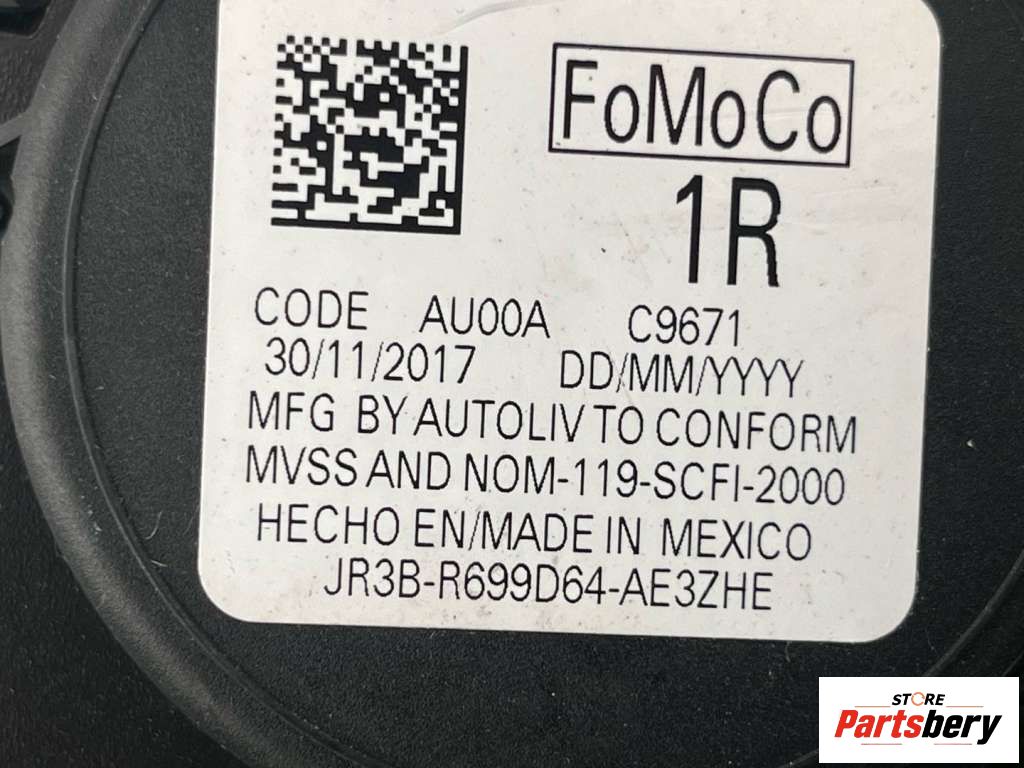 FoMoCo
1R
CODE AU00A C9671
30/11/2017 DD/MM/YYYY
MFG BY AUTOLIV TO CONFORM
MVSS AND NOM-119-SCFI-2000
HECHO EN/MADE IN MEXICO
JR3B-R699D64-AE3ZHE
STORE
Partsbery